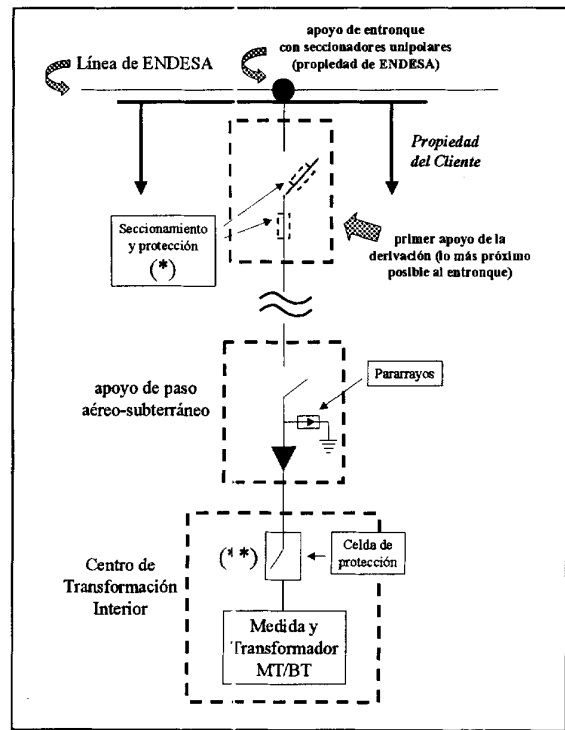 apoyo de entronque
con seccionadores unipolares
(propiedad de ENDESA)
Línea de ENDESA
Propiedad
del Cliente
Seccionamiento
y protección
(*)
primer apoyo de la
derivación (lo más próximo
posible al entronque)
apoyo de paso
aéreo-subterráneo
Pararrayos
Centro de
Transformación
Interior
(**)
Celda de
protección
Medida y
Transformador
MT/BT